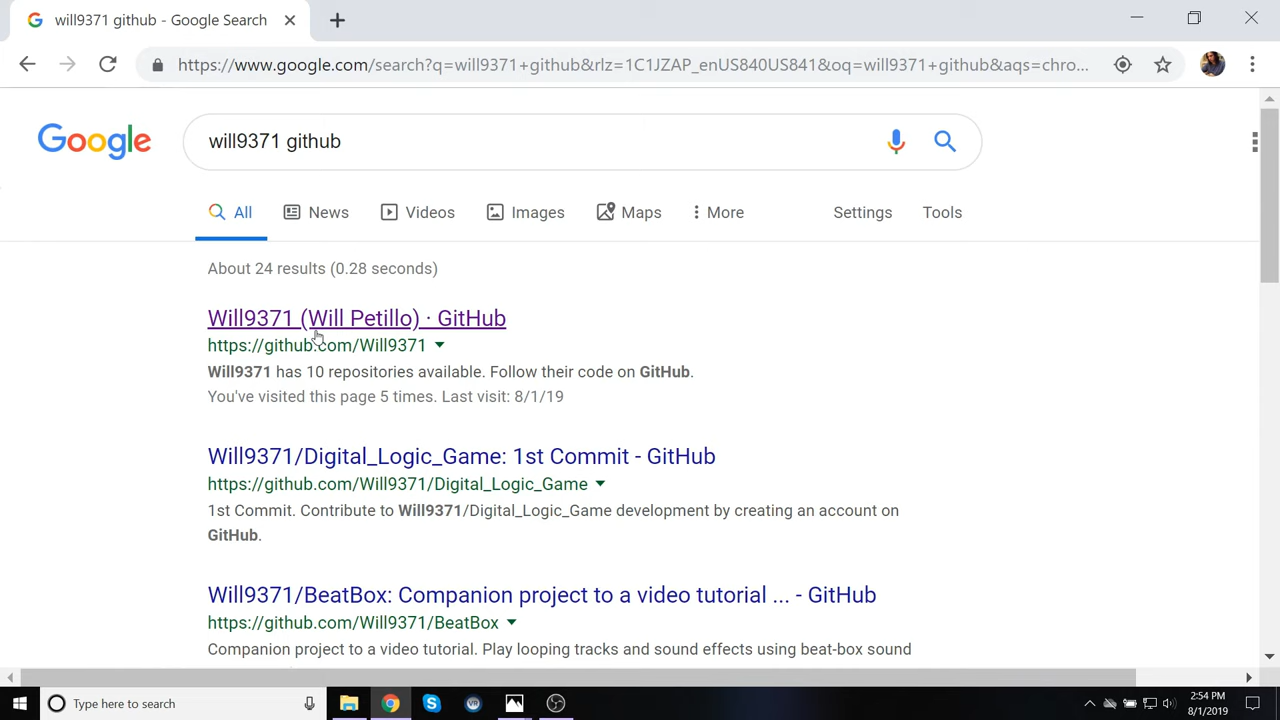 will9371 github - Google Search
https://www.google.com/search?q=will9371+github&rlz=1C1JZAP_enUS840US841&oq=will9371+github&aqs=chro...
Google
will9371 github
All News Videos Images Maps More Settings Tools
About 24 results (0.28 seconds)
Will9371 (Will Petillo) · GitHub
https://github.com/Will9371
Will9371 has 10 repositories available. Follow their code on GitHub.
You've visited this page 5 times. Last visit: 8/1/19
Will9371/Digital_Logic_Game: 1st Commit - GitHub
https://github.com/Will9371/Digital_Logic_Game
1st Commit. Contribute to Will9371/Digital_Logic_Game development by creating an account on
GitHub.
Will9371/BeatBox: Companion project to a video tutorial ... - GitHub
https://github.com/Will9371/BeatBox
Companion project to a video tutorial. Play looping tracks and sound effects using beat-box sound
Type here to search
2:54 PM
8/1/2019